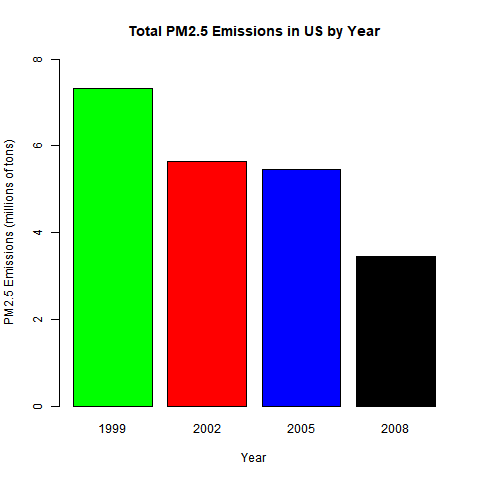 Total PM2.5 Emissions in US by Year
PM2.5 Emissions (millions of tons)
8
6
4
2
0
1999 2002 2005 2008
Year